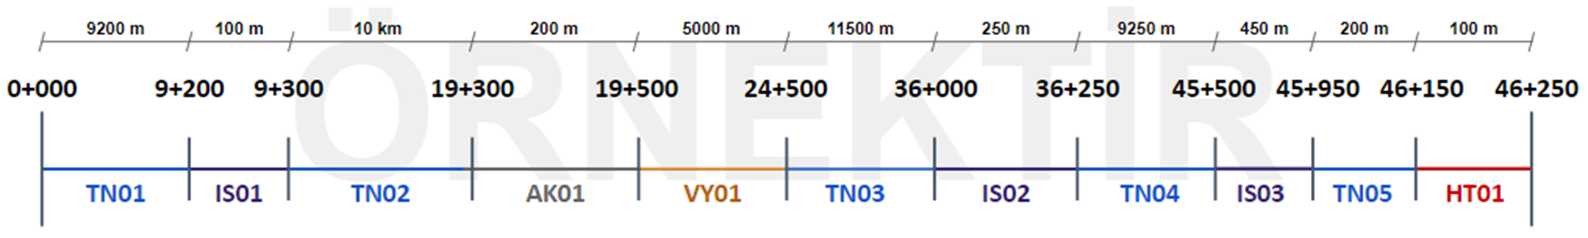 9200 m 100 m 10 km 200 m 5000 m 11500 m 250 m 9250 m 450 m 200 m 100 m
0+000 9+200 9+300 19+300 19+500 24+500 36+000 36+250 45+500 45+950 46+150 46+250
ÖRNEKTİR
TN01 IS01 TN02 AK01 VY01 TN03 IS02 TN04 IS03 TN05 HT01